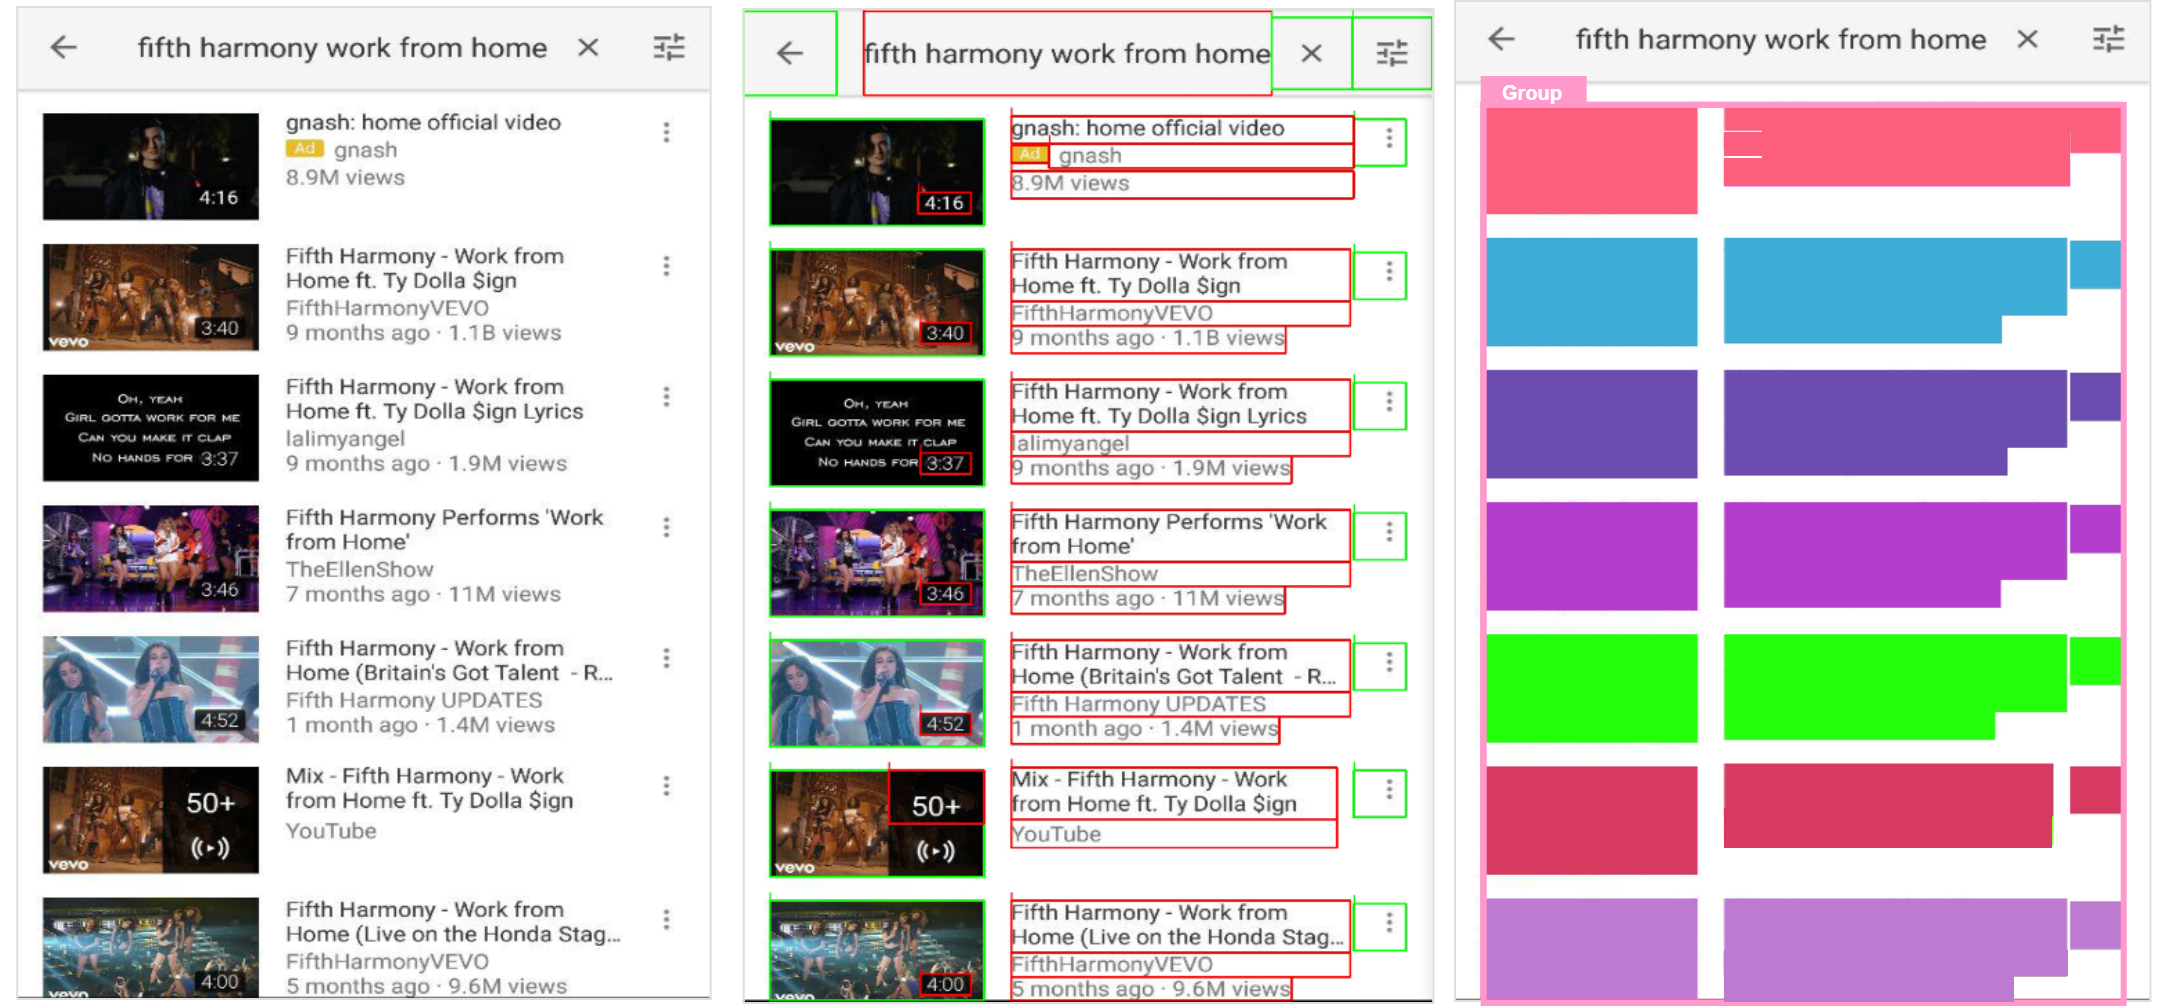 fifth harmony work from home
gnash: home official video
Ad gnash
8.9M views
4:16
Fifth Harmony - Work from
Home ft. Ty Dolla $ign
FifthHarmonyVEVO
9 months ago · 1.1B views
3:40
vevo
Fifth Harmony - Work from
Home ft. Ty Dolla $ign Lyrics
lalimyangel
9 months ago · 1.9M views
OH, YEAH
GIRL GOTTA WORK FOR ME
CAN YOU MAKE IT CLAP
NO HANDS FOR 3:37
Fifth Harmony Performs 'Work
from Home'
TheEllenShow
7 months ago · 11M views
3:46
Fifth Harmony - Work from
Home (Britain's Got Talent - R...
Fifth Harmony UPDATES
1 month ago · 1.4M views
4:52
Mix - Fifth Harmony - Work
from Home ft. Ty Dolla $ign
YouTube
50+
vevo
Fifth Harmony - Work from
Home (Live on the Honda Stag...
FifthHarmonyVEVO
5 months ago · 9.6M views
4:00
vevo
fifth harmony work from home
gnash: home official video
Ad gnash
8.9M views
4:16
Fifth Harmony - Work from
Home ft. Ty Dolla $ign
FifthHarmonyVEVO
9 months ago · 1.1B views
3:40
vevo
Fifth Harmony - Work from
Home ft. Ty Dolla $ign Lyrics
lalimyangel
9 months ago · 1.9M views
OH, YEAH
GIRL GOTTA WORK FOR ME
CAN YOU MAKE IT CLAP
NO HANDS FOR 3:37
Fifth Harmony Performs 'Work
from Home'
TheEllenShow
7 months ago · 11M views
3:46
Fifth Harmony - Work from
Home (Britain's Got Talent - R...
Fifth Harmony UPDATES
1 month ago · 1.4M views
4:52
Mix - Fifth Harmony - Work
from Home ft. Ty Dolla $ign
YouTube
50+
vevo
Fifth Harmony - Work from
Home (Live on the Honda Stag...
FifthHarmonyVEVO
5 months ago · 9.6M views
4:00
vevo
fifth harmony work from home
Group